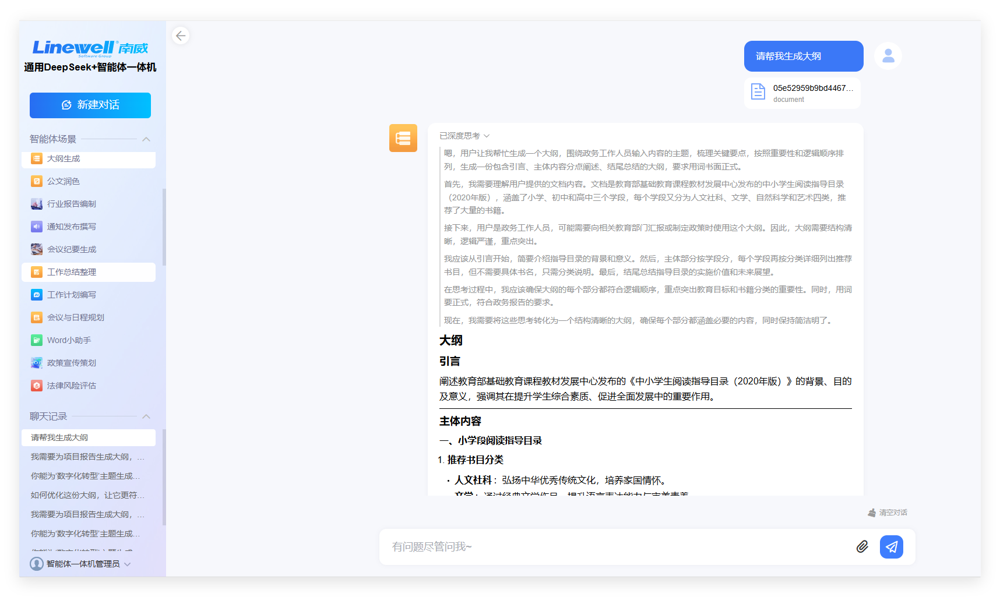 Linewell®南威
Software Group
通用DeepSeek+智能体一体机
新建对话
智能体场景
大纲生成
公文润色
行业报告编制
通知发布撰写
会议纪要生成
工作总结整理
工作计划编写
会议与日程规划
Word小助手
政策宣传策划
法律风险评估
聊天记录
请帮我生成大纲
我需要为项目报告生成大纲，...
你能为‘数字化转型’主题生成...
如何优化这份大纲，让它更符...
我需要为项目报告生成大纲，...
你能为‘数字化转型’主题生成...
你能为‘数字化转型’主题生成...
智能体一体机管理员
请帮我生成大纲
05e52959b9bd4467...
document
已深度思考
嗯，用户让我帮忙生成一个大纲，围绕政务工作人员输入内容的主题，梳理关键要点，按照重要性和逻辑顺序排
列，生成一份包含引言、主体内容分点阐述、结尾总结的大纲，要求用词书面正式。
首先，我需要理解用户提供的文档内容。文档是教育部基础教育课程教材发展中心发布的中小学生阅读指导目录
（2020年版），涵盖了小学、初中和高中三个学段，每个学段又分为人文社科、文学、自然科学和艺术四类，推
荐了大量的书籍。
接下来，用户是政务工作人员，可能需要向相关教育部门汇报或制定政策时使用这个大纲。因此，大纲需要结构清
晰，逻辑严谨，重点突出。
我应该从引言开始，简要介绍指导目录的背景和意义。然后，主体部分按学段分，每个学段再按分类详细列出推荐
书目，但不需要具体书名，只需分类说明。最后，结尾总结指导目录的实施价值和未来展望。
在思考过程中，我应该确保大纲的每个部分都符合逻辑顺序，重点突出教育目标和书籍分类的重要性。同时，用词
要正式，符合政务报告的要求。
现在，我需要将这些思考转化为一个结构清晰的大纲，确保每个部分都涵盖必要的内容，同时保持简洁明了。
大纲
引言
阐述教育部基础教育课程教材发展中心发布的《中小学生阅读指导目录（2020年版）》的背景、目的
及意义，强调其在提升学生综合素质、促进全面发展中的重要作用。
主体内容
一、小学段阅读指导目录
1. 推荐书目分类
· 人文社科：弘扬中华优秀传统文化，培养家国情怀。
文学：通过经典文学作品，提升语言表达能力与审美素养
清空对话
有问题尽管问我~